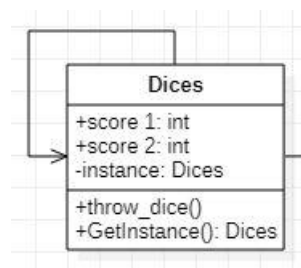 Dices
+score 1: int
+score 2: int
-instance: Dices
+throw_dice()
+GetInstance(): Dices